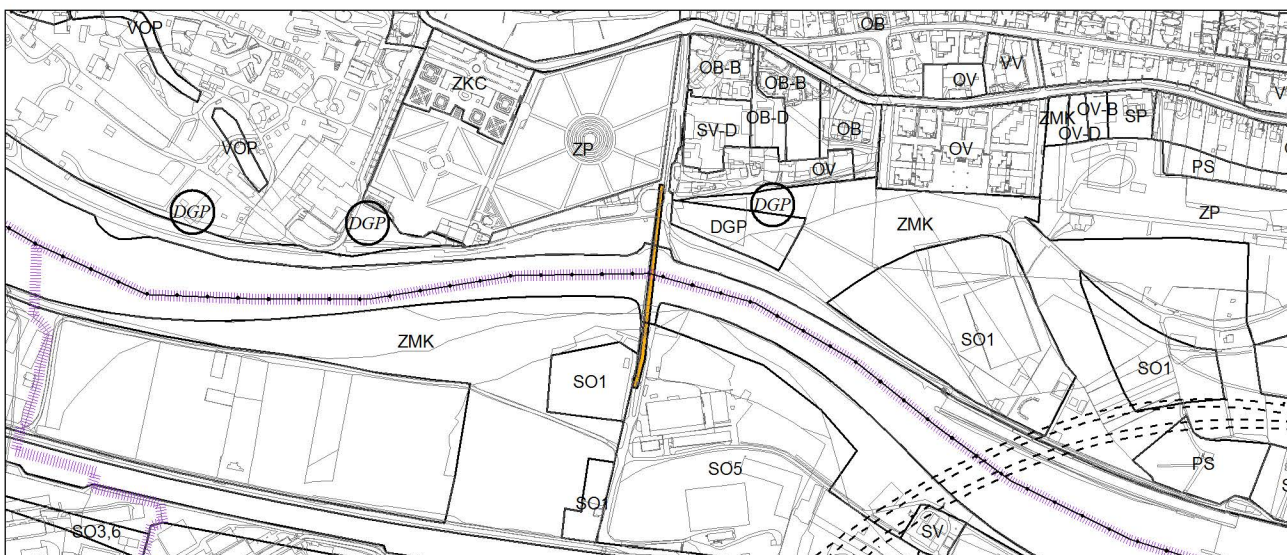 VOP
OB
OB-B
OB-B
VV
OV
ZKC
ZMK
OV-B
SP
OV-D
SV-D
OB-D
OB
OV
ZP
VOP
OV
PS
DGP
DGP
DGP
DGP
ZMK
ZP
ZMK
SO1
SO1
SO1
SO5
PS
SO1
SV
SO3,6